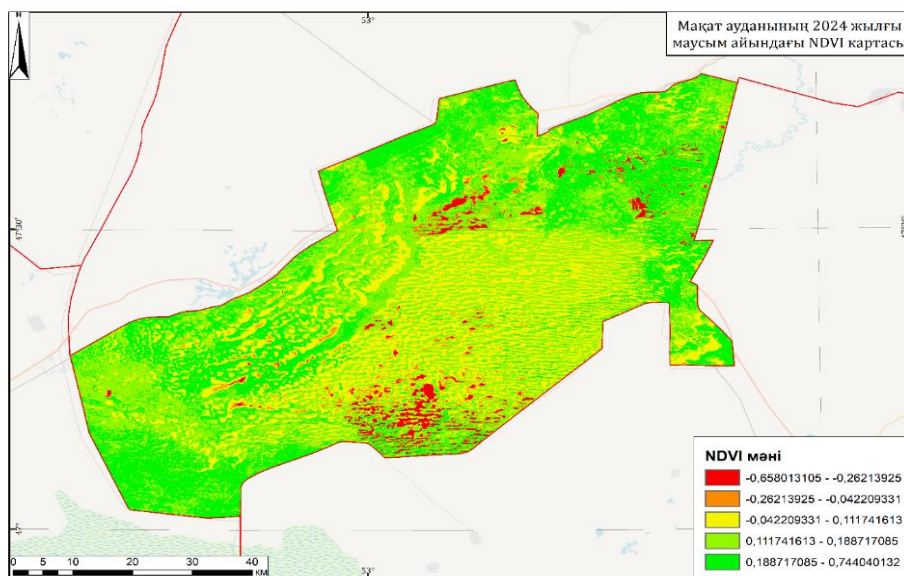 Мақат ауданының 2024 жылғы
маусым айындағы NDVI картасы
N
53°
47°30'
47°30'
NDVI мәні
-0,658013105 - -0,26213925
-0,26213925 - -0,042209331
-0,042209331 - 0,111741613
0,111741613 - 0,188717085
0,188717085 - 0,744040132
47°
0 5 10 20 30 40
КМ
53°